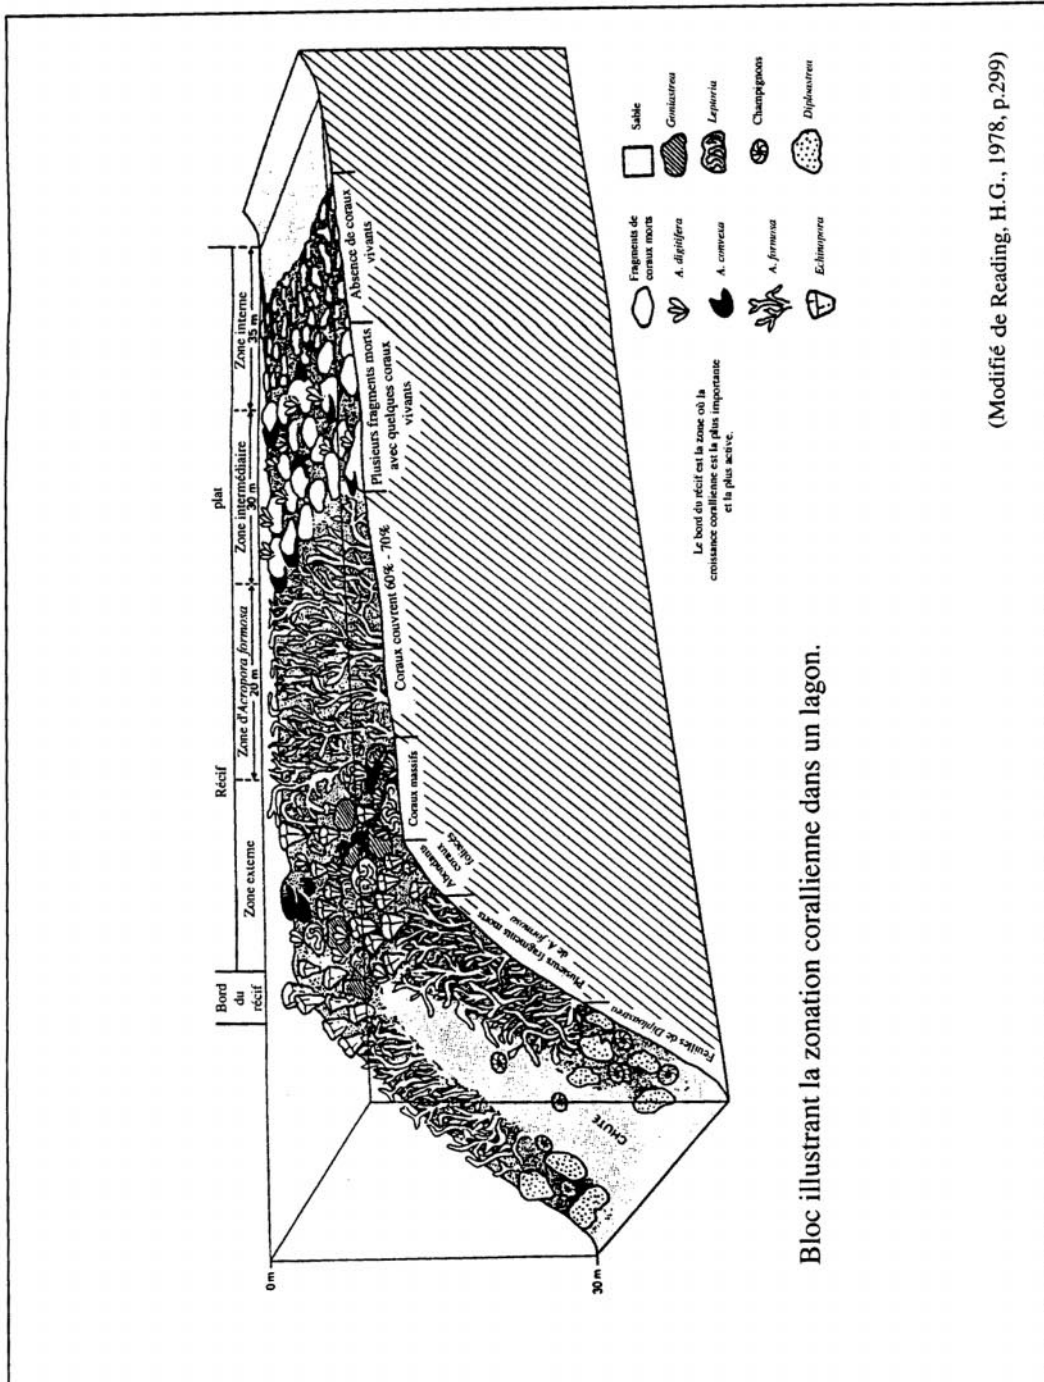 Récif
plat
Bord
du
récif
Zone externe
Zone d'Acropora formosa
20 m
Zone intermédiaire
30 m
Zone interne
35 m
0 m
30 m
CHUTE
Feuilles de Diploastreu
Plusieurs fragments morts
de A. formosa
Abondants
coraux
foliacés
Coraux massifs
Coraux couvrent 60% - 70%
Plusieurs fragments morts
avec quelques coraux
vivants
Absence de coraux
vivants
Le bord du récif est la zone où la
croissance corallienne est la plus importante
et la plus active.
Fragments de
coraux morts
A. digitifera
A. convexa
A. formosa
Echinopora
Sable
Goniastrea
Leptoria
Champignons
Diploastreu
Bloc illustrant la zonation corallienne dans un lagon.
(Modifié de Reading, H.G., 1978, p.299)